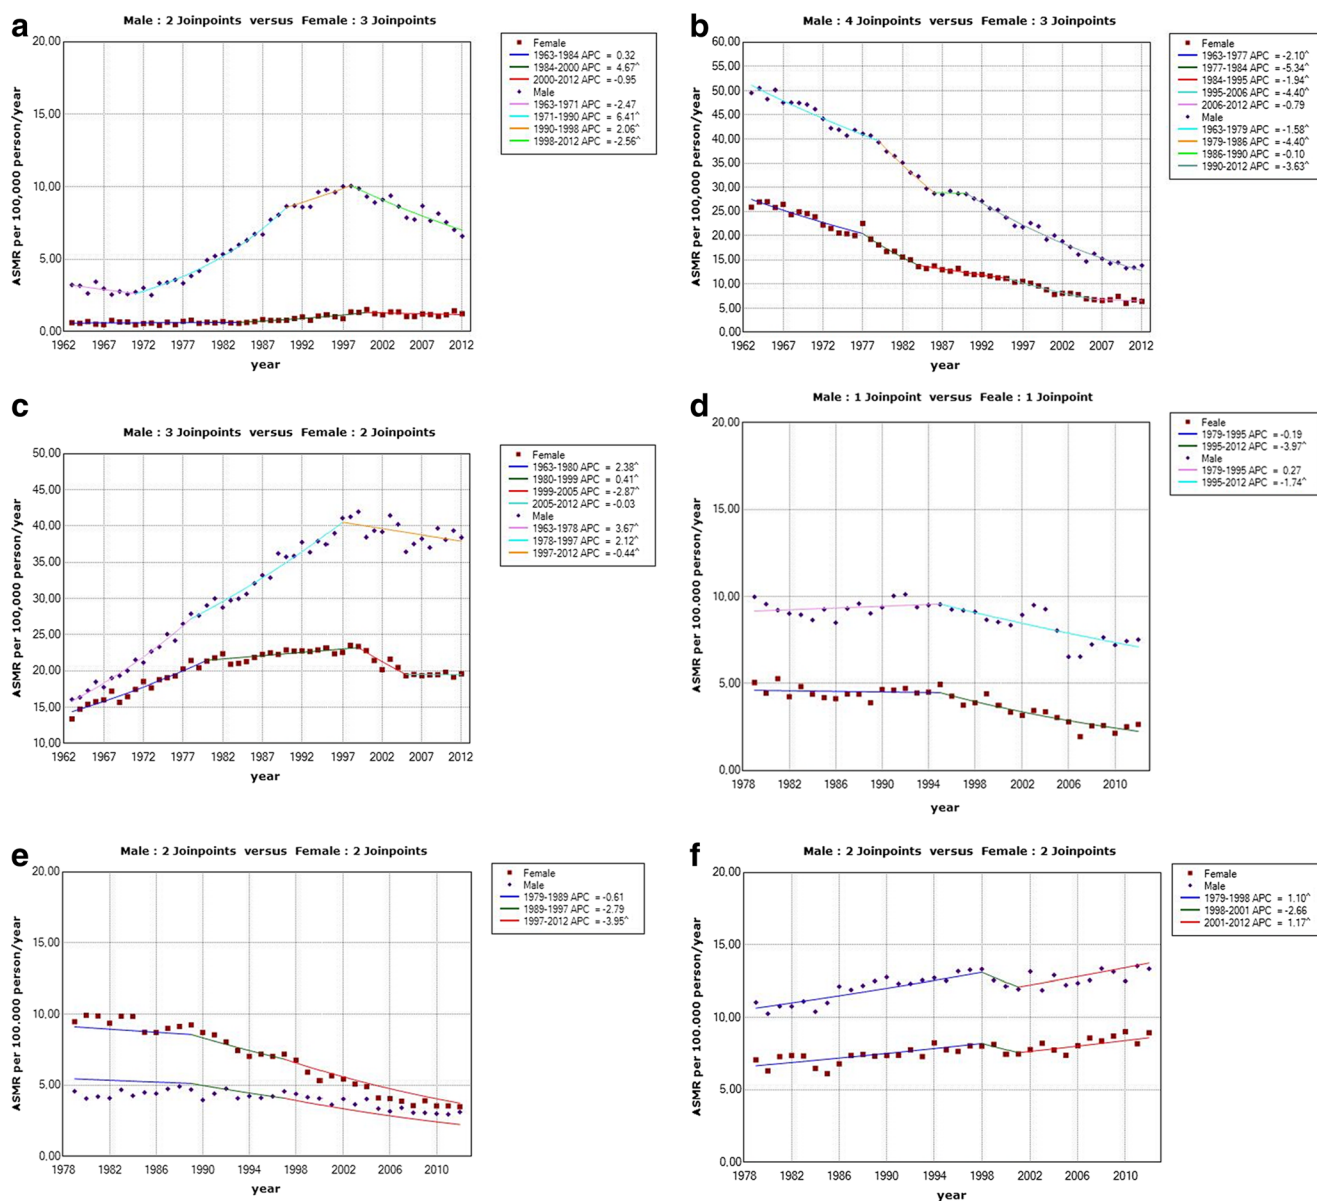 a
Male : 2 Joinpoints versus Female : 3 Joinpoints
20.00
15.00
10.00
5.00
0.00
ASMR per 100,000 person/year
1962 1967 1972 1977 1982 1987 1992 1997 2002 2007 2012
year
Female
1963-1984 APC = 0.32
1984-2000 APC = 4.67^
2000-2012 APC = -0.95
Male
1963-1971 APC = -2.47
1971-1990 APC = 6.41^
1990-1998 APC = 2.06^
1998-2012 APC = -2.56^
b
Male : 4 Joinpoints versus Female : 3 Joinpoints
60.00
55.00
50.00
45.00
40.00
35.00
30.00
25.00
20.00
15.00
10.00
5.00
0.00
ASMR per 100,000 person/year
1962 1967 1972 1977 1982 1987 1992 1997 2002 2007 2012
year
Female
1963-1977 APC = -2.10^
1977-1984 APC = -5.34^
1984-1995 APC = -1.94^
1995-2006 APC = -4.40^
2006-2012 APC = -0.79
Male
1963-1979 APC = -1.58^
1979-1986 APC = -4.40^
1986-1990 APC = -0.10
1990-2012 APC = -3.63^
c
Male : 3 Joinpoints versus Female : 2 Joinpoints
50.00
45.00
40.00
35.00
30.00
25.00
20.00
15.00
10.00
ASMR per 100,000 person/year
1962 1967 1972 1977 1982 1987 1992 1997 2002 2007 2012
year
Female
1963-1980 APC = 2.38^
1980-1999 APC = 0.41^
1999-2005 APC = -2.87^
2005-2012 APC = -0.03
Male
1963-1978 APC = 3.67^
1978-1997 APC = 2.12^
1997-2012 APC = -0.44^
d
Male : 1 Joinpoint versus Feale : 1 Joinpoint
20.00
15.00
10.00
5.00
0.00
ASMR per 100.000 person/year
1978 1982 1986 1990 1994 1998 2002 2006 2010
year
Feale
1979-1995 APC = -0.19
1995-2012 APC = -3.97^
Male
1979-1995 APC = 0.27
1995-2012 APC = -1.74^
e
Male : 2 Joinpoints versus Female : 2 Joinpoints
20.00
15.00
10.00
5.00
0.00
ASMR per 100.000 person/year
1978 1982 1986 1990 1994 1998 2002 2006 2010
year
Female
Male
1979-1989 APC = -0.61
1989-1997 APC = -2.79
1997-2012 APC = -3.95^
f
Male : 2 Joinpoints versus Female : 2 Joinpoints
20.00
15.00
10.00
5.00
0.00
ASMR per 100.000 person/year
1978 1982 1986 1990 1994 1998 2002 2006 2010
year
Female
Male
1979-1998 APC = 1.10^
1998-2001 APC = -2.66
2001-2012 APC = 1.17^